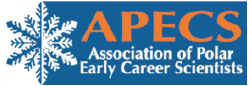 APECS
Association of Polar
Early Career Scientists